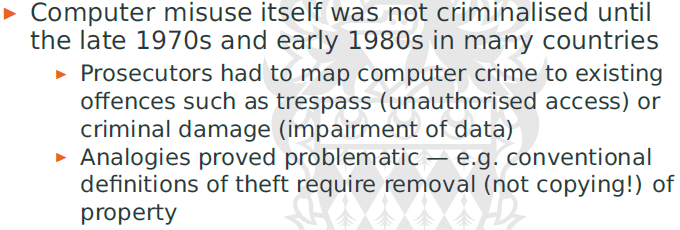 ▶ Computer misuse itself was not criminalised until
the late 1970s and early 1980s in many countries
▶ Prosecutors had to map computer crime to existing
offences such as trespass (unauthorised access) or
criminal damage (impairment of data)
▶ Analogies proved problematic — e.g. conventional
definitions of theft require removal (not copying!) of
property